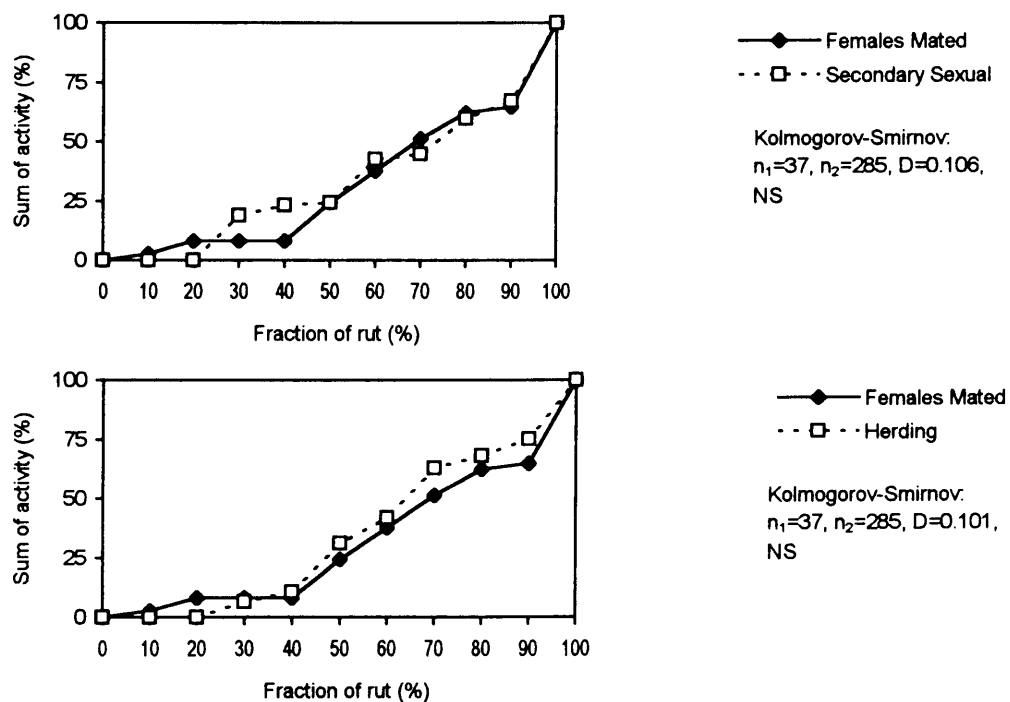 100
75
50
25
0
Sum of activity (%)
0 10 20 30 40 50 60 70 80 90 100
Fraction of rut (%)
Females Mated
Secondary Sexual
Kolmogorov-Smirnov:
n₁=37, n₂=285, D=0.106,
NS
100
75
50
25
0
Sum of activity (%)
0 10 20 30 40 50 60 70 80 90 100
Fraction of rut (%)
Females Mated
Herding
Kolmogorov-Smirnov:
n₁=37, n₂=285, D=0.101,
NS